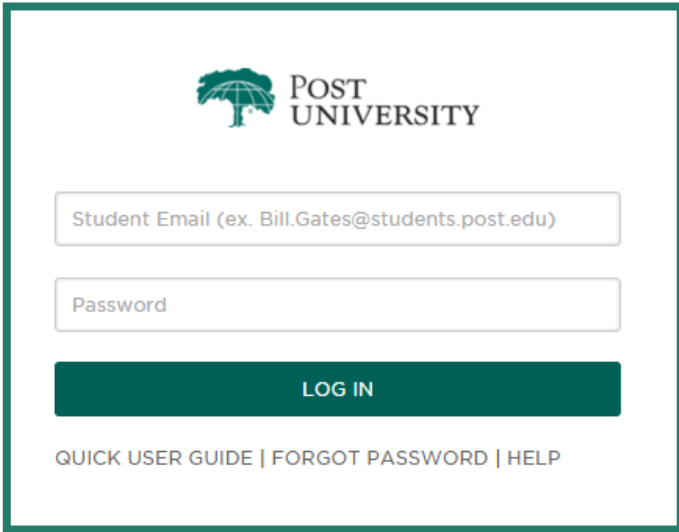 POST
UNIVERSITY
Student Email (ex. Bill.Gates@students.post.edu)
Password
LOG IN
QUICK USER GUIDE | FORGOT PASSWORD | HELP